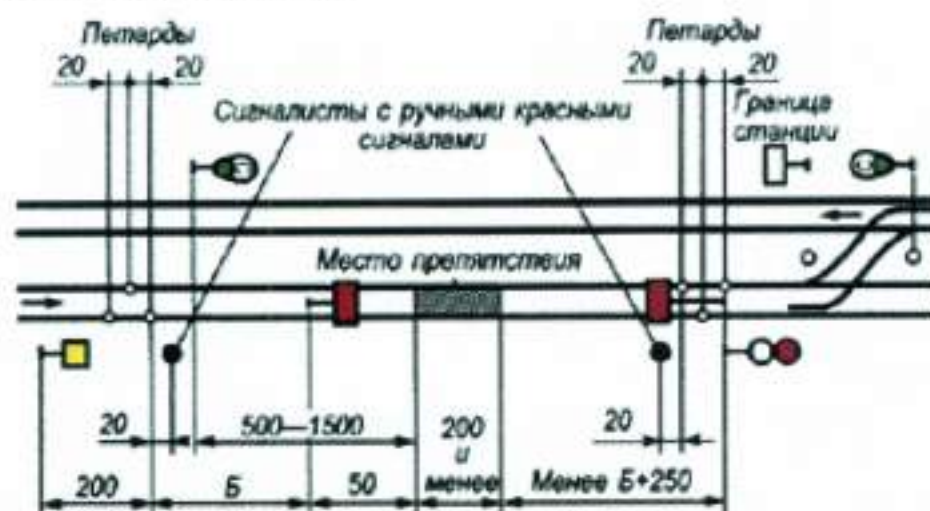 Петарды
Петарды
20
20
20
20
Сигналисты с ручными красными
сигналами
Граница
станции
Место препятствия
20
500—1500
200
и
менее
20
200
Б
50
Менее Б+250